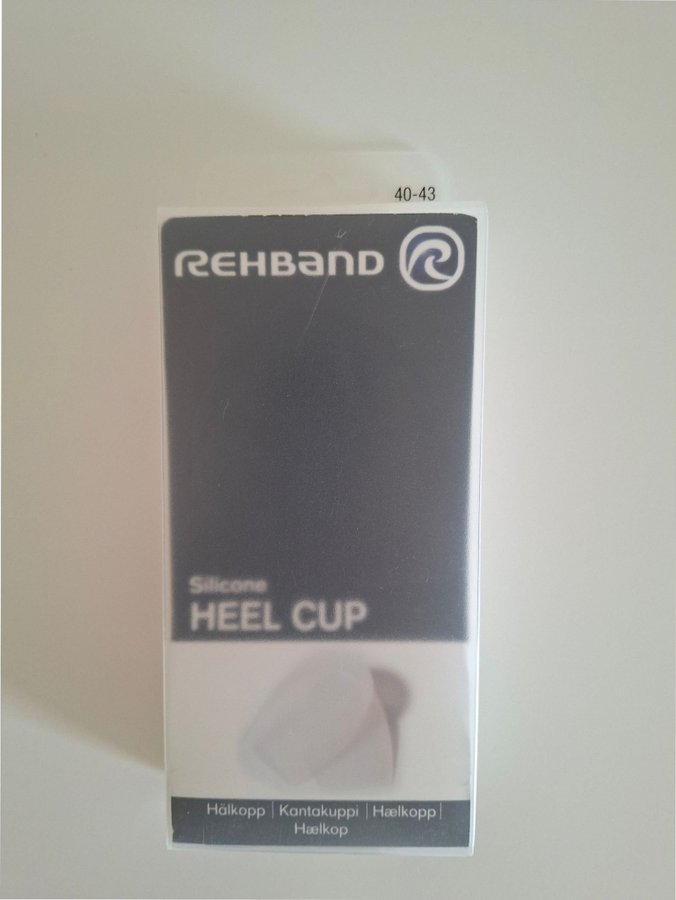 40-43
REHBAND
Silicone
HEEL CUP
Hälkopp | Kantakuppi | Hælkopp |
Hælkop